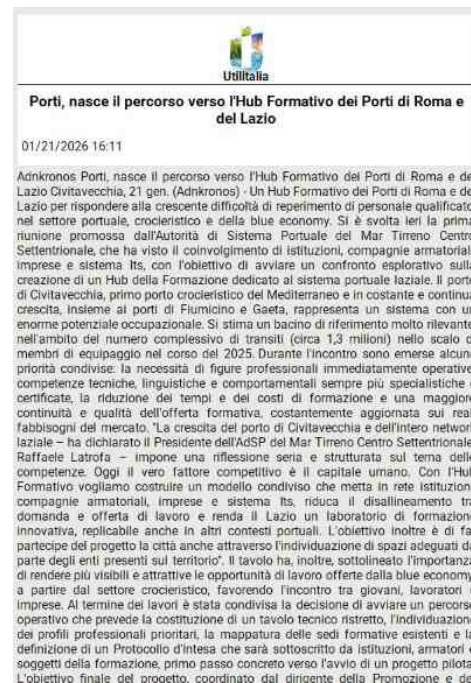 Utilitalia
Porti, nasce il percorso verso l'Hub Formativo dei Porti di Roma e
del Lazio
01/21/2026 16:11
Adnkronos Porti, nasce il percorso verso l'Hub Formativo dei Porti di Roma e de
Lazio Civitavecchia, 21 gen. (Adnkronos) - Un Hub Formativo dei Porti di Roma e de
Lazio per rispondere alla crescente difficoltà di reperimento di personale qualificato
nel settore portuale, crocieristico e della blue economy. Si è svolta ieri la prima
riunione promossa dall'Autorità di Sistema Portuale del Mar Tirreno Centro
Settentrionale, che ha visto il coinvolgimento di istituzioni, compagnie armatoriali
imprese e sistema Its, con l'obiettivo di avviare un confronto esplorativo sulla
creazione di un Hub della Formazione dedicato al sistema portuale laziale. Il porto
di Civitavecchia, primo porto crocieristico del Mediterraneo e in costante e continua
crescita, insieme ai porti di Fiumicino e Gaeta, rappresenta un sistema con un
enorme potenziale occupazionale. Si stima un bacino di riferimento molto rilevante
nell'ambito del numero complessivo di transiti (circa 1,3 milioni) nello scalo d
membri di equipaggio nel corso del 2025. Durante l'incontro sono emerse alcune
priorità condivise: la necessità di figure professionali immediatamente operative
competenze tecniche, linguistiche e comportamentali sempre più specialistiche e
certificate, la riduzione dei tempi e dei costi di formazione e una maggiore
continuità e qualità dell'offerta formativa, costantemente aggiornata sui real
fabbisogni del mercato. "La crescita del porto di Civitavecchia e dell'intero network
laziale – ha dichiarato il Presidente dell'AdSP del Mar Tirreno Centro Settentrionale
Raffaele Latrofa – impone una riflessione seria e strutturata sul tema delle
competenze. Oggi il vero fattore competitivo è il capitale umano. Con l'Hub
Formativo vogliamo costruire un modello condiviso che metta in rete istituzioni
compagnie armatoriali, imprese e sistema Its, riduca il disallineamento tra
domanda e offerta di lavoro e renda il Lazio un laboratorio di formazione
innovativa, replicabile anche in altri contesti portuali. L'obiettivo inoltre è di fa
partecipe del progetto la città anche attraverso l'individuazione di spazi adeguati da
parte degli enti presenti sul territorio". Il tavolo ha, inoltre, sottolineato l'importanza
di rendere più visibili e attrattive le opportunità di lavoro offerte dalla blue economy
a partire dal settore crocieristico, favorendo l'incontro tra giovani, lavoratori e
imprese. Al termine dei lavori è stata condivisa la decisione di avviare un percorso
operativo che prevede la costituzione di un tavolo tecnico ristretto, l'individuazione
dei profili professionali prioritari, la mappatura delle sedi formative esistenti e la
definizione di un Protocollo d'Intesa che sarà sottoscritto da istituzioni, armatori e
soggetti della formazione, primo passo concreto verso l'avvio di un progetto pilota
L'obiettivo finale del progetto, coordinato dal dirigente della Promozione e de